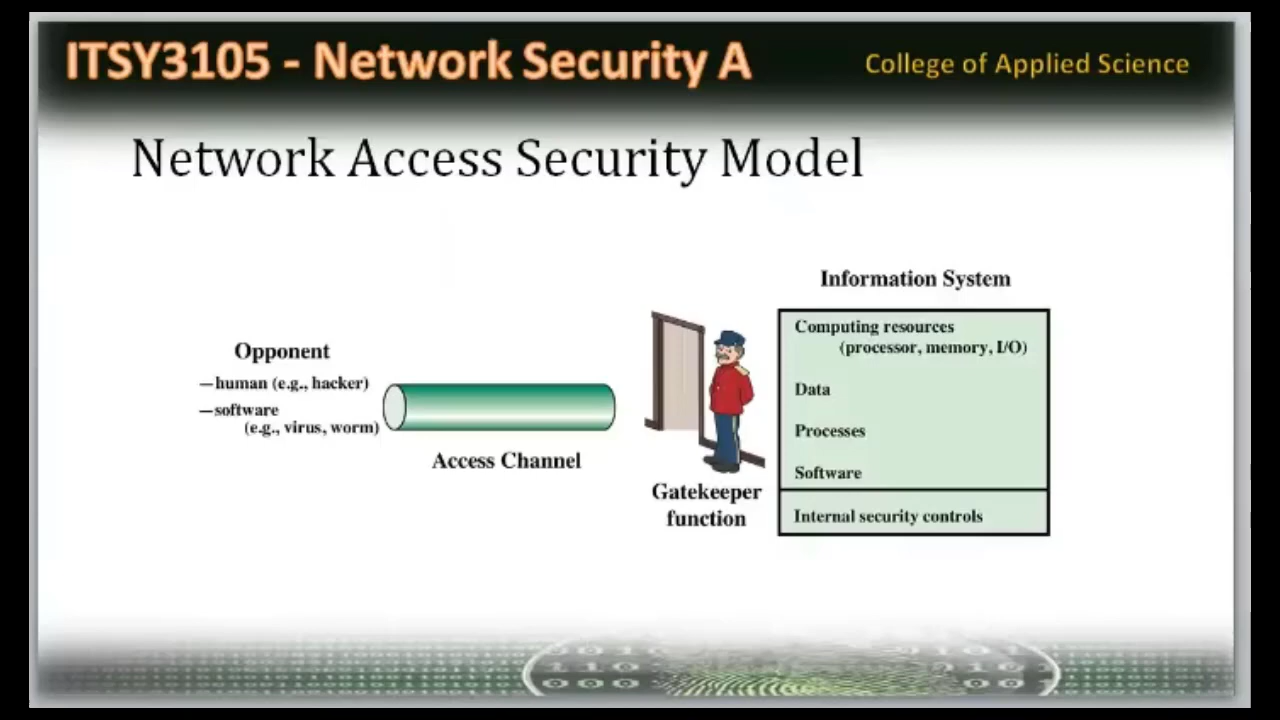 ITSY3105 - Network Security A
College of Applied Science
Network Access Security Model
Opponent
—human (e.g., hacker)
—software
(e.g., virus, worm)
Access Channel
Gatekeeper
function
Information System
Computing resources
(processor, memory, I/O)
Data
Processes
Software
Internal security controls